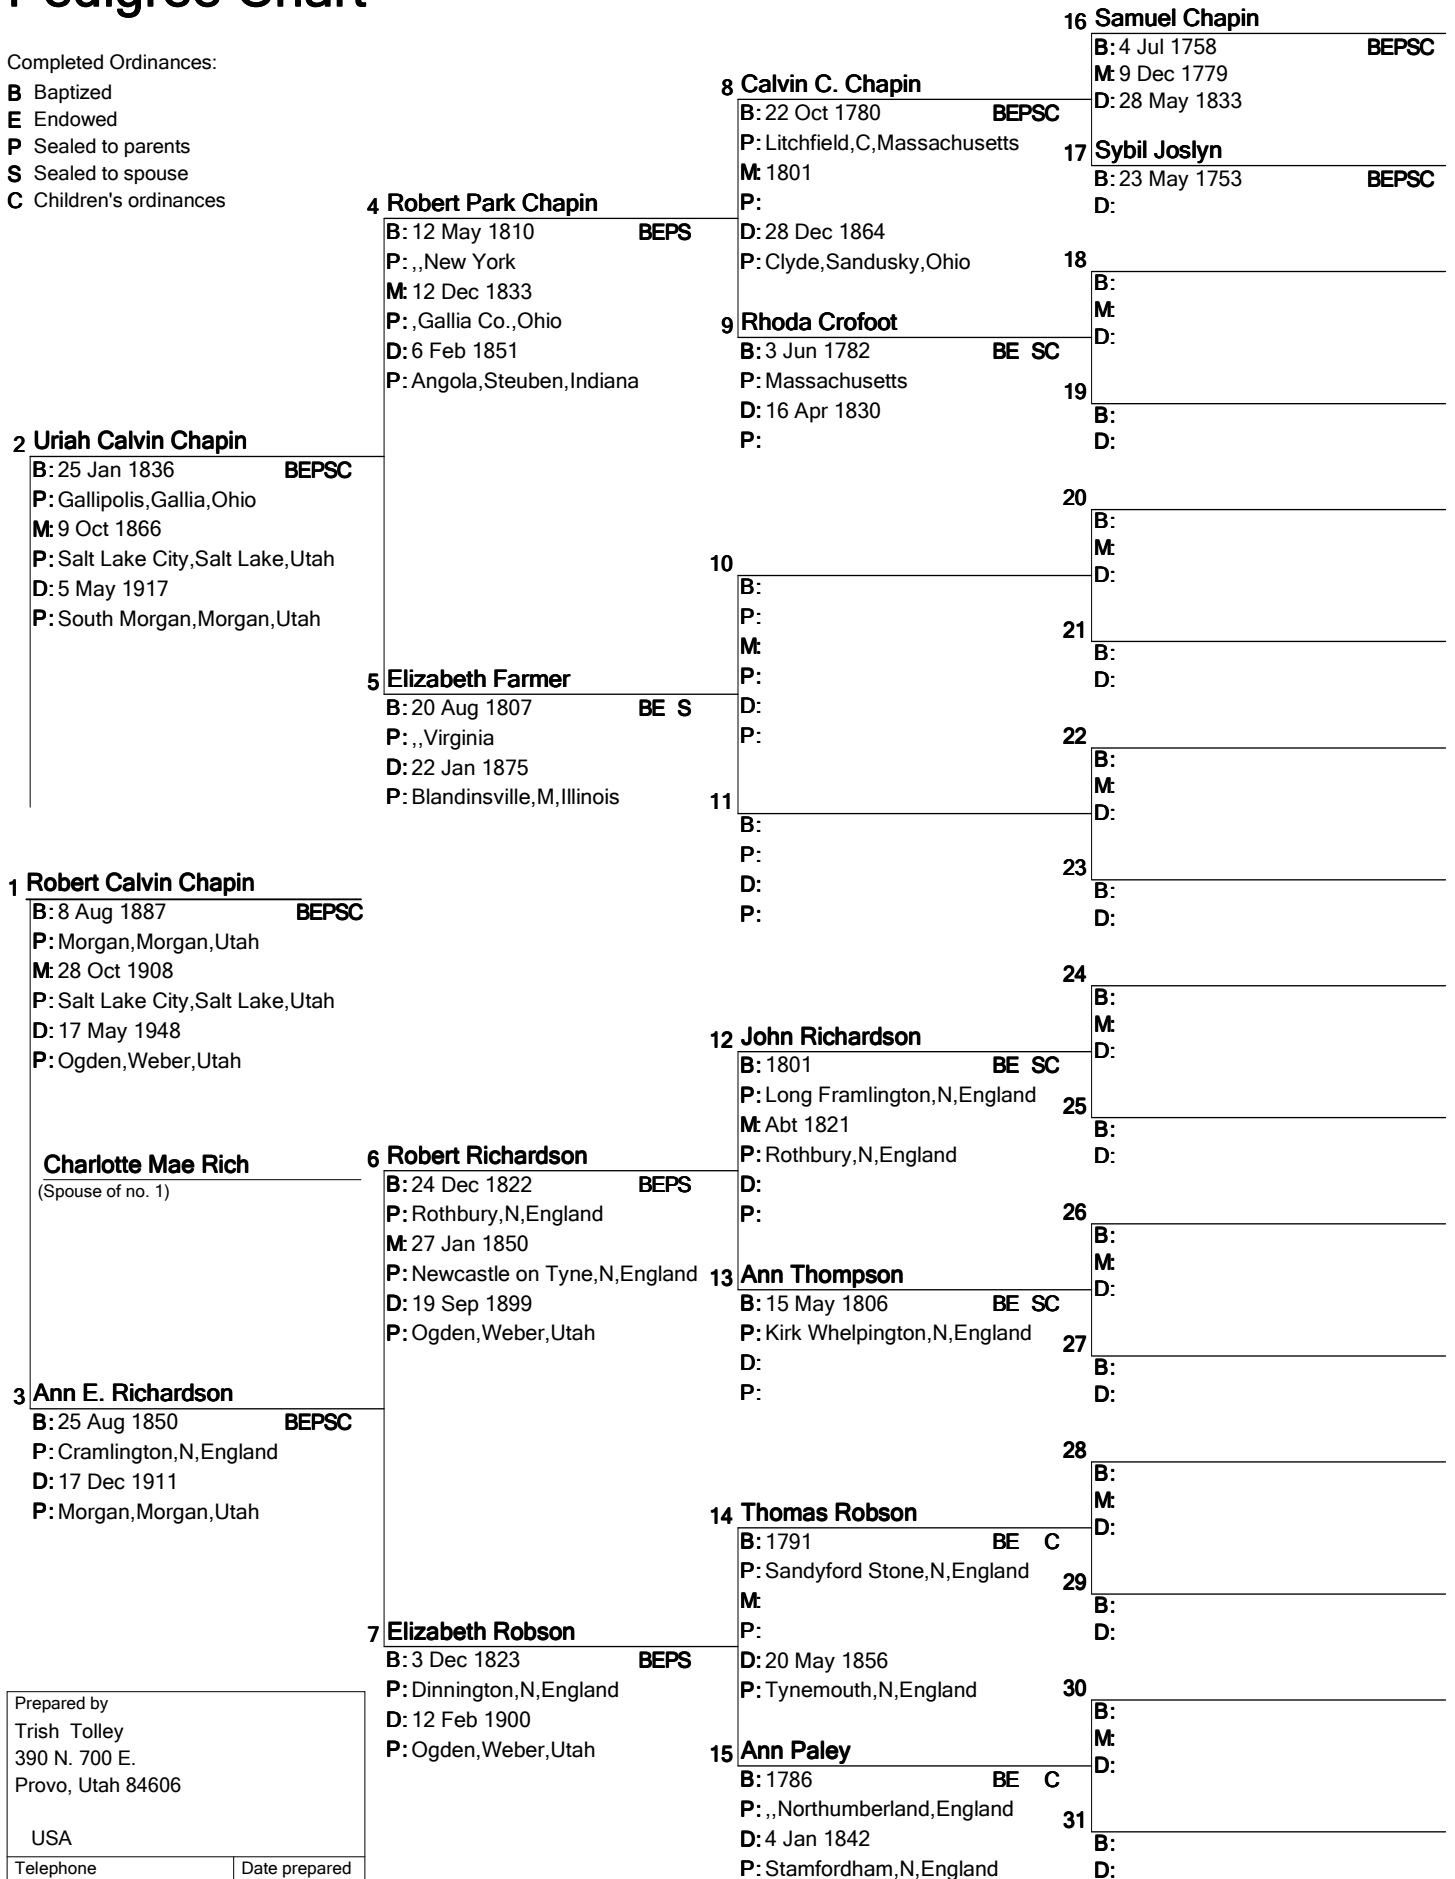 Pedigree Chart
Completed Ordinances:
B Baptized
E Endowed
P Sealed to parents
S Sealed to spouse
C Children's ordinances
2 Uriah Calvin Chapin
B: 25 Jan 1836 BEPSC
P: Gallipolis,Gallia,Ohio
M: 9 Oct 1866
P: Salt Lake City,Salt Lake,Utah
D: 5 May 1917
P: South Morgan,Morgan,Utah
1 Robert Calvin Chapin
B: 8 Aug 1887 BEPSC
P: Morgan,Morgan,Utah
M: 28 Oct 1908
P: Salt Lake City,Salt Lake,Utah
D: 17 May 1948
P: Ogden,Weber,Utah
Charlotte Mae Rich
(Spouse of no. 1)
3 Ann E. Richardson
B: 25 Aug 1850 BEPSC
P: Cramlington,N,England
D: 17 Dec 1911
P: Morgan,Morgan,Utah
Prepared by
Trish Tolley
390 N. 700 E.
Provo, Utah 84606
USA
Telephone Date prepared
4 Robert Park Chapin
B: 12 May 1810 BEPS
P: ,,New York
M: 12 Dec 1833
P: ,Gallia Co.,Ohio
D: 6 Feb 1851
P: Angola,Steuben,Indiana
5 Elizabeth Farmer
B: 20 Aug 1807 BE S
P: ,,Virginia
D: 22 Jan 1875
P: Blandinsville,M,Illinois
6 Robert Richardson
B: 24 Dec 1822 BEPS
P: Rothbury,N,England
M: 27 Jan 1850
P: Newcastle on Tyne,N,England
D: 19 Sep 1899
P: Ogden,Weber,Utah
7 Elizabeth Robson
B: 3 Dec 1823 BEPS
P: Dinnington,N,England
D: 12 Feb 1900
P: Ogden,Weber,Utah
8 Calvin C. Chapin
B: 22 Oct 1780 BEPSC
P: Litchfield,C,Massachusetts
M: 1801
P:
D: 28 Dec 1864
P: Clyde,Sandusky,Ohio
9 Rhoda Crofoot
B: 3 Jun 1782 BE SC
P: Massachusetts
D: 16 Apr 1830
P:
10
B:
P:
M:
P:
D:
P:
11
B:
P:
D:
P:
12 John Richardson
B: 1801 BE SC
P: Long Framlington,N,England
M: Abt 1821
P: Rothbury,N,England
D:
P:
13 Ann Thompson
B: 15 May 1806 BE SC
P: Kirk Whelpington,N,England
D:
P:
14 Thomas Robson
B: 1791 BE C
P: Sandyford Stone,N,England
M:
P:
D: 20 May 1856
P: Tynemouth,N,England
15 Ann Paley
B: 1786 BE C
P: ,,Northumberland,England
D: 4 Jan 1842
P: Stamfordham,N,England
16 Samuel Chapin
B: 4 Jul 1758 BEPSC
M: 9 Dec 1779
D: 28 May 1833
17 Sybil Joslyn
B: 23 May 1753 BEPSC
D:
18
B:
M:
D:
19
B:
D:
20
B:
M:
D:
21
B:
D:
22
B:
M:
D:
23
B:
D:
24
B:
M:
D:
25
B:
D:
26
B:
M:
D:
27
B:
D:
28
B:
M:
D:
29
B:
D:
30
B:
M:
D:
31
B:
D: